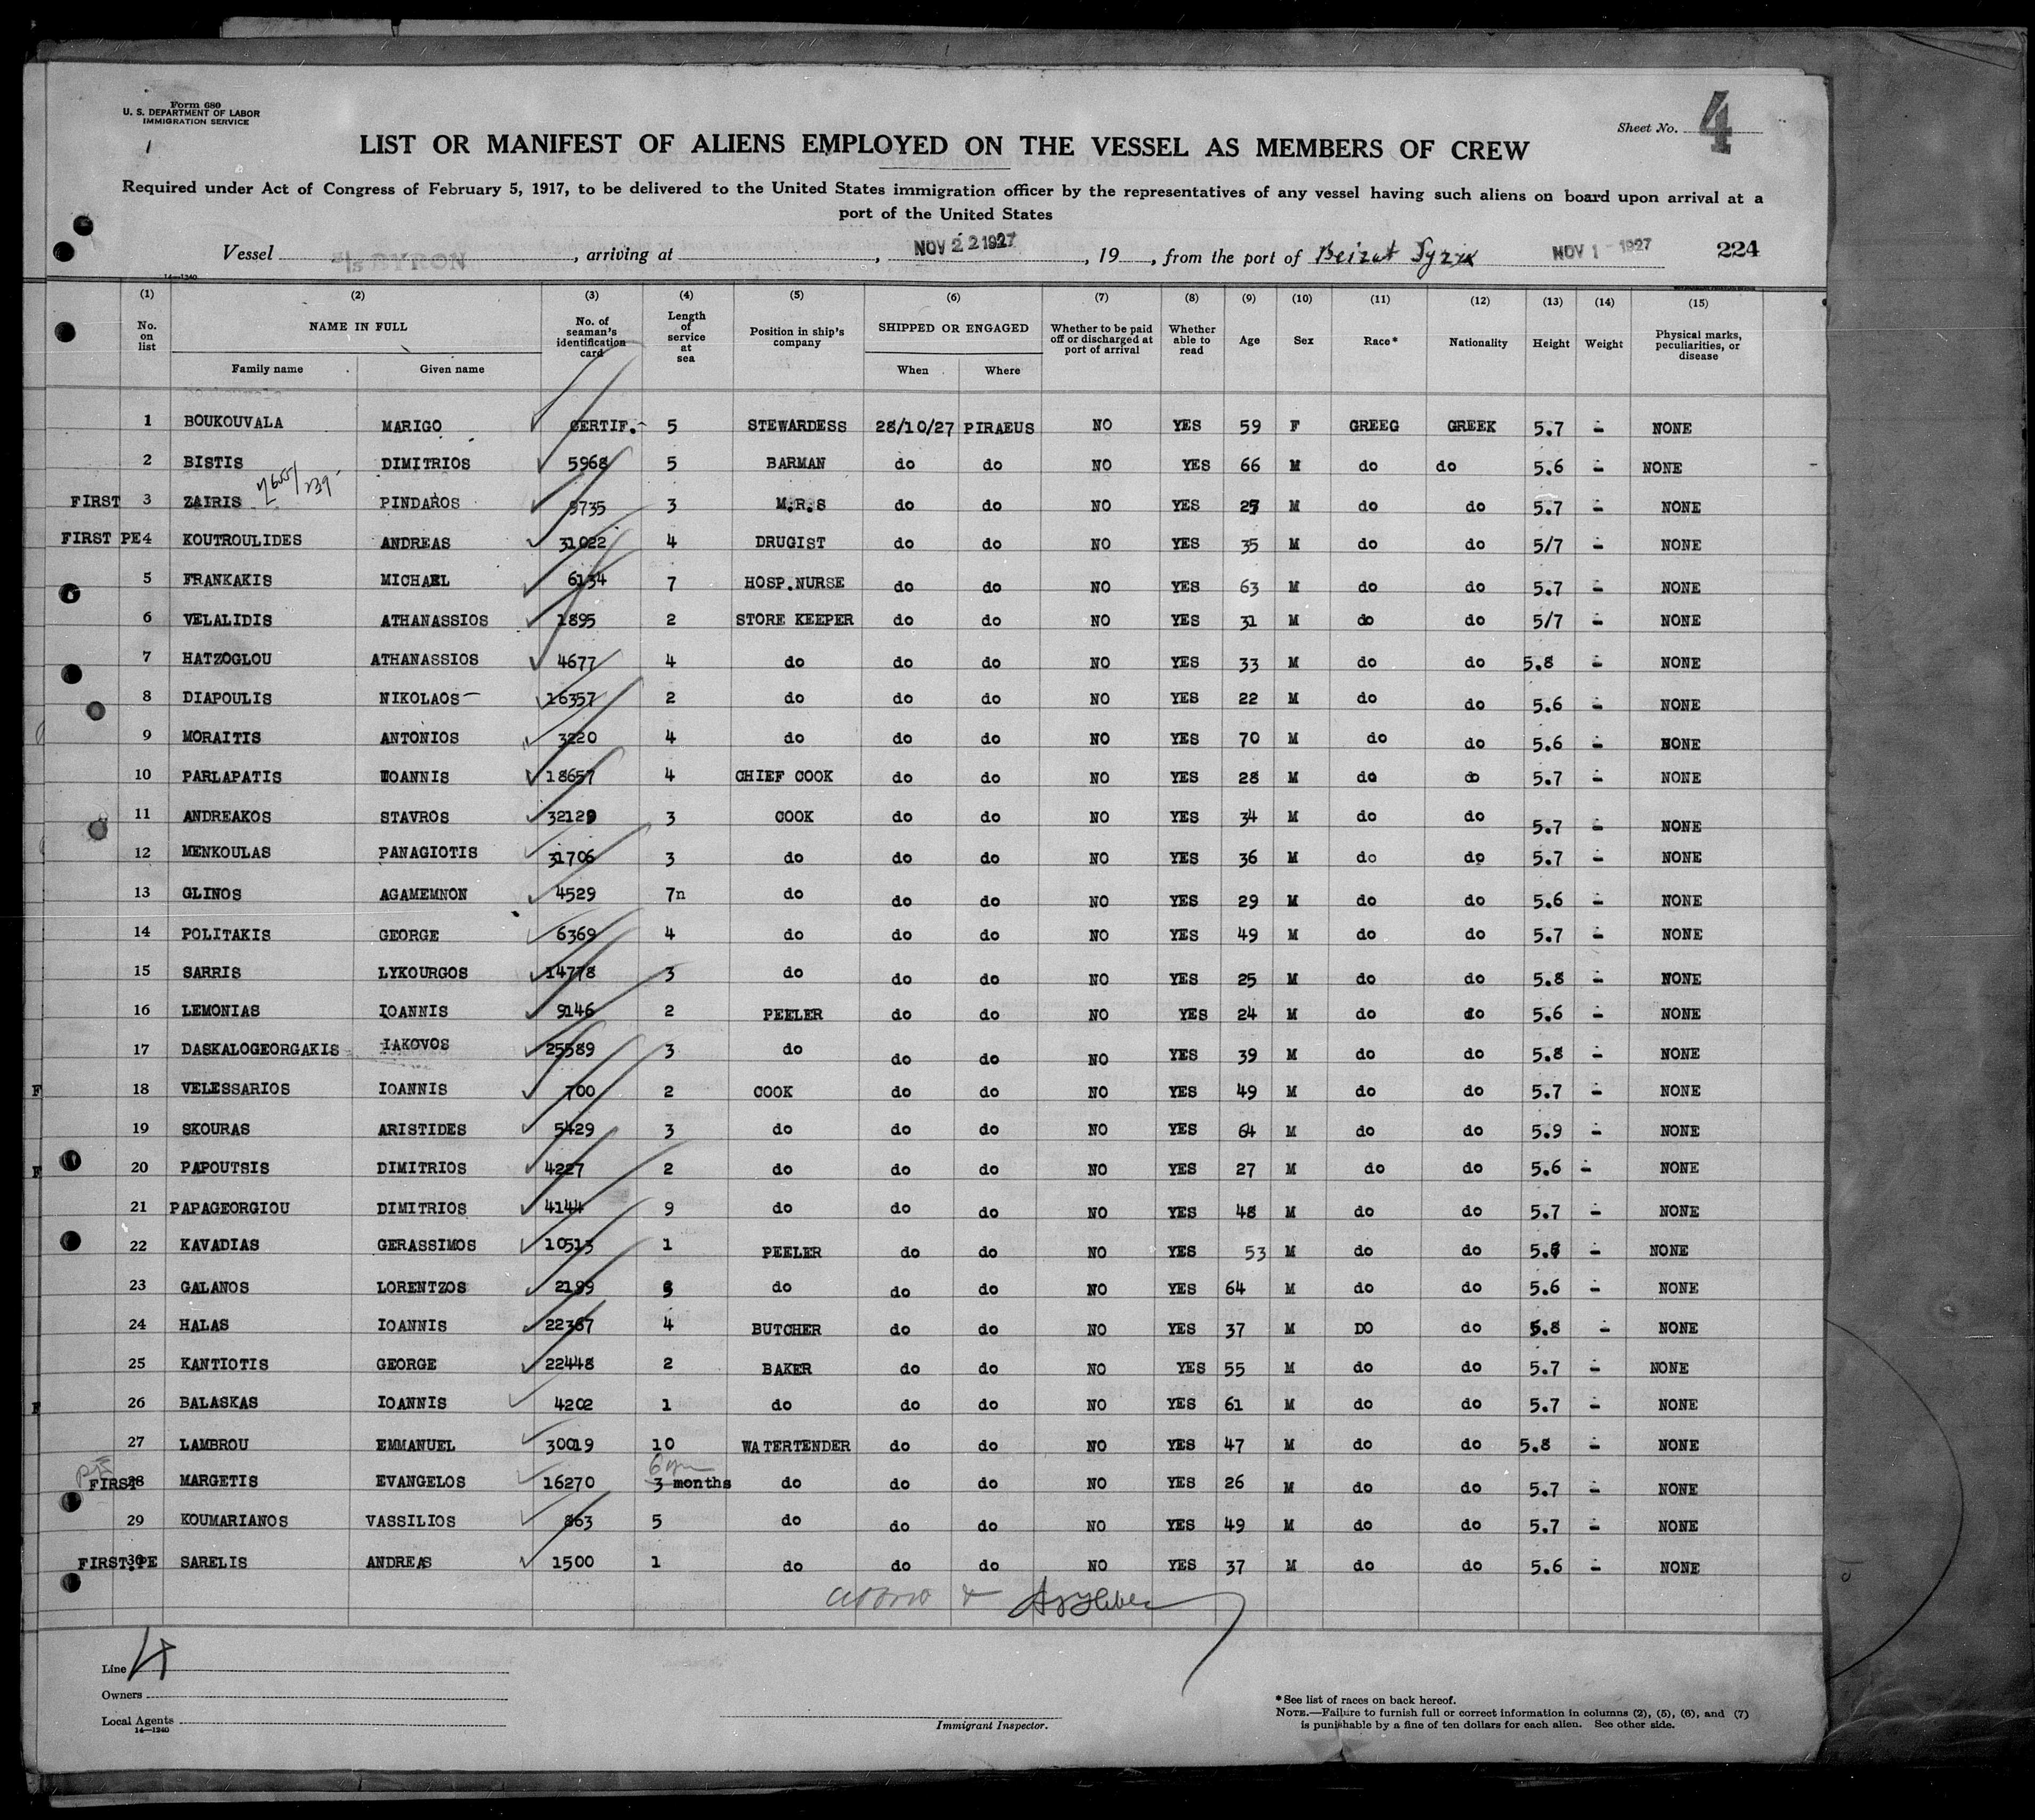 Form 680
U. S. DEPARTMENT OF LABOR
IMMIGRATION SERVICE
Sheet No. 4
LIST OR MANIFEST OF ALIENS EMPLOYED ON THE VESSEL AS MEMBERS OF CREW
Required under Act of Congress of February 5, 1917, to be delivered to the United States immigration officer by the representatives of any vessel having such aliens on board upon arrival at a
port of the United States
Vessel S/S BYRON, arriving at , NOV 22 1927, 19 , from the port of Beirut Syria NOV 1 - 1927 224
14—1240
(1) (2) (3) (4) (5) (6) (7) (8) (9) (10) (11) (12) (13) (14) (15)
No. on list NAME IN FULL Family name Given name No. of seaman's identification card Length of service at sea Position in ship's company SHIPPED OR ENGAGED When Where Whether to be paid off or discharged at port of arrival Whether able to read Age Sex Race* Nationality Height Weight Physical marks, peculiarities, or disease
1 BOUKOUVALA MARIGO CERTIF.- 5 STEWARDESS 28/10/27 PIRAEUS NO YES 59 F GREEG GREEK 5.7 - NONE
2 BISTIS DIMITRIOS 5968 5 BARMAN do do NO YES 66 M do do 5.6 - NONE
FIRST 3 ZAIRIS PINDAROS 9735 3 M.R.S do do NO YES 27 M do do 5.7 - NONE
FIRST PE4 KOUTROULIDES ANDREAS 31022 4 DRUGIST do do NO YES 35 M do do 5/7 - NONE
5 FRANKAKIS MICHAEL 6134 7 HOSP.NURSE do do NO YES 63 M do do 5.7 - NONE
6 VELALIDIS ATHANASSIOS 1895 2 STORE KEEPER do do NO YES 31 M do do 5/7 - NONE
7 HATZOGLOU ATHANASSIOS 4677 4 do do do NO YES 33 M do do 5.8 - NONE
8 DIAPOULIS NIKOLAOS- 16357 2 do do do NO YES 22 M do do 5.6 - NONE
9 MORAITIS ANTONIOS 3220 4 do do do NO YES 70 M do do 5.6 - NONE
10 PARLAPATIS IOANNIS 18657 4 CHIEF COOK do do NO YES 28 M do do 5.7 - NONE
11 ANDREAKOS STAVROS 32129 3 COOK do do NO YES 34 M do do 5.7 - NONE
12 MENKOULAS PANAGIOTIS 31706 3 do do do NO YES 36 M do do 5.7 - NONE
13 GLINOS AGAMEMNON 4529 7n do do do NO YES 29 M do do 5.6 - NONE
14 POLITAKIS GEORGE 6369 4 do do do NO YES 49 M do do 5.7 - NONE
15 SARRIS LYKOURGOS 14778 3 do do do NO YES 25 M do do 5.8 - NONE
16 LEMONIAS IOANNIS 9146 2 PEELER do do NO YES 24 M do do 5.6 - NONE
17 DASKALOGEORGAKIS IAKOVOS 25589 3 do do do NO YES 39 M do do 5.8 - NONE
F 18 VELESSARIOS IOANNIS 700 2 COOK do do NO YES 49 M do do 5.7 - NONE
19 SKOURAS ARISTIDES 5429 3 do do do NO YES 64 M do do 5.9 - NONE
F 20 PAPOUTSIS DIMITRIOS 4227 2 do do do NO YES 27 M do do 5.6 - NONE
21 PAPAGEORGIOU DIMITRIOS 4144 9 do do do NO YES 48 M do do 5.7 - NONE
22 KAVADIAS GERASSIMOS 10513 1 PEELER do do NO YES 53 M do do 5.8 - NONE
23 GALANOS LORENTZOS 2199 do do do NO YES 64 M do do 5.6 - NONE
24 HALAS IOANNIS 22367 4 BUTCHER do do NO YES 37 M DO do 5.8 - NONE
25 KANTIOTIS GEORGE 22448 2 BAKER do do NO YES 55 M do do 5.7 - NONE
F 26 BALASKAS IOANNIS 4202 1 do do do NO YES 61 M do do 5.7 - NONE
27 LAMBROU EMMANUEL 30019 10 WATERTENDER do do NO YES 47 M do do 5.8 - NONE
FIRST 28 MARGETIS EVANGELOS 16270 3 months do do do NO YES 26 M do do 5.7 - NONE
29 KOUMARIANOS VASSILIOS 863 5 do do do NO YES 49 M do do 5.7 - NONE
FIRST.PE 30 SARELIS ANDREAS 1500 1 do do do NO YES 37 M do do 5.6 - NONE
Line 4
Owners
Local Agents
14—1240
Immigrant Inspector.
*See list of races on back hereof.
NOTE.—Failure to furnish full or correct information in columns (2), (5), (6), and (7)
is punishable by a fine of ten dollars for each alien. See other side.